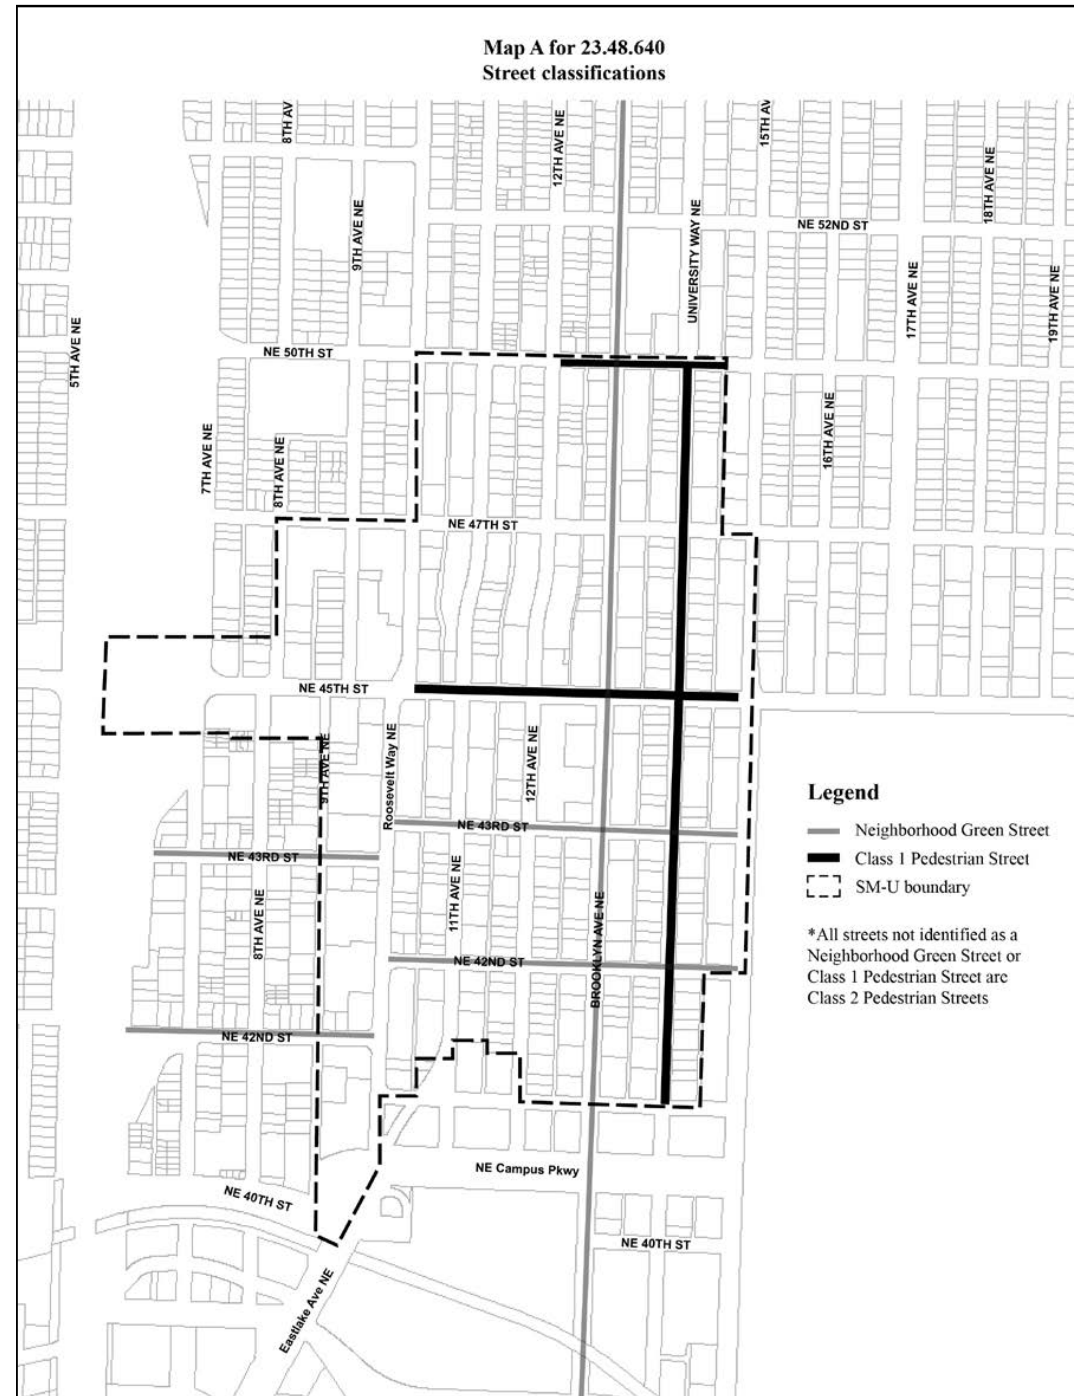 Map A for 23.48.640
Street classifications
8TH AV
12TH AVE NE
15TH AV
18TH AVE NE
9TH AVE NE
UNIVERSITY WAY NE
NE 52ND ST
17TH AVE NE
19TH AVE NE
5TH AVE NE
NE 50TH ST
7TH AVE NE
8TH AVE NE
16TH AVE NE
NE 47TH ST
NE 45TH ST
9TH AVE NE
Roosevelt Way NE
12TH AVE NE
NE 43RD ST
NE 43RD ST
8TH AVE NE
11TH AVE NE
BROOKLYN AVE NE
NE 42ND ST
NE 42ND ST
NE Campus Pkwy
NE 40TH ST
NE 40TH ST
Eastlake Ave NE
Legend
Neighborhood Green Street
Class 1 Pedestrian Street
SM-U boundary
*All streets not identified as a
Neighborhood Green Street or
Class 1 Pedestrian Street are
Class 2 Pedestrian Streets